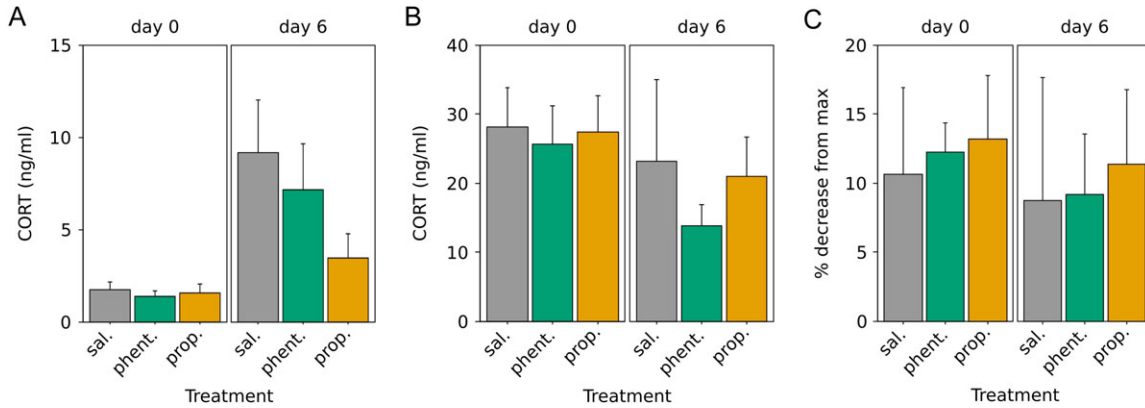 A
day 0 day 6
CORT (ng/ml)
15
10
5
0
sal. phent. prop. sal. phent. prop.
Treatment
B
day 0 day 6
CORT (ng/ml)
40
30
20
10
0
sal. phent. prop. sal. phent. prop.
Treatment
C
day 0 day 6
% decrease from max
20
15
10
5
0
sal. phent. prop. sal. phent. prop.
Treatment